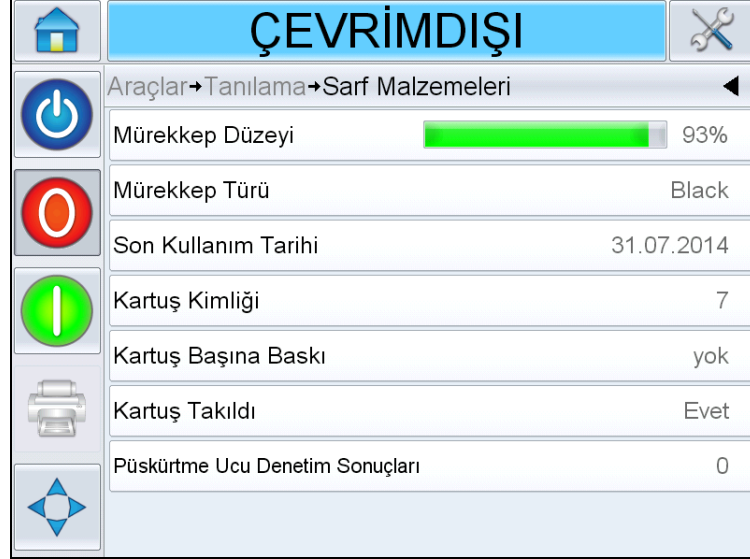 ÇEVRİMDIŞI
Araçlar→Tanılama→Sarf Malzemeleri
Mürekkep Düzeyi 93%
Mürekkep Türü Black
Son Kullanım Tarihi 31.07.2014
Kartuş Kimliği 7
Kartuş Başına Baskı yok
Kartuş Takıldı Evet
Püskürtme Ucu Denetim Sonuçları 0